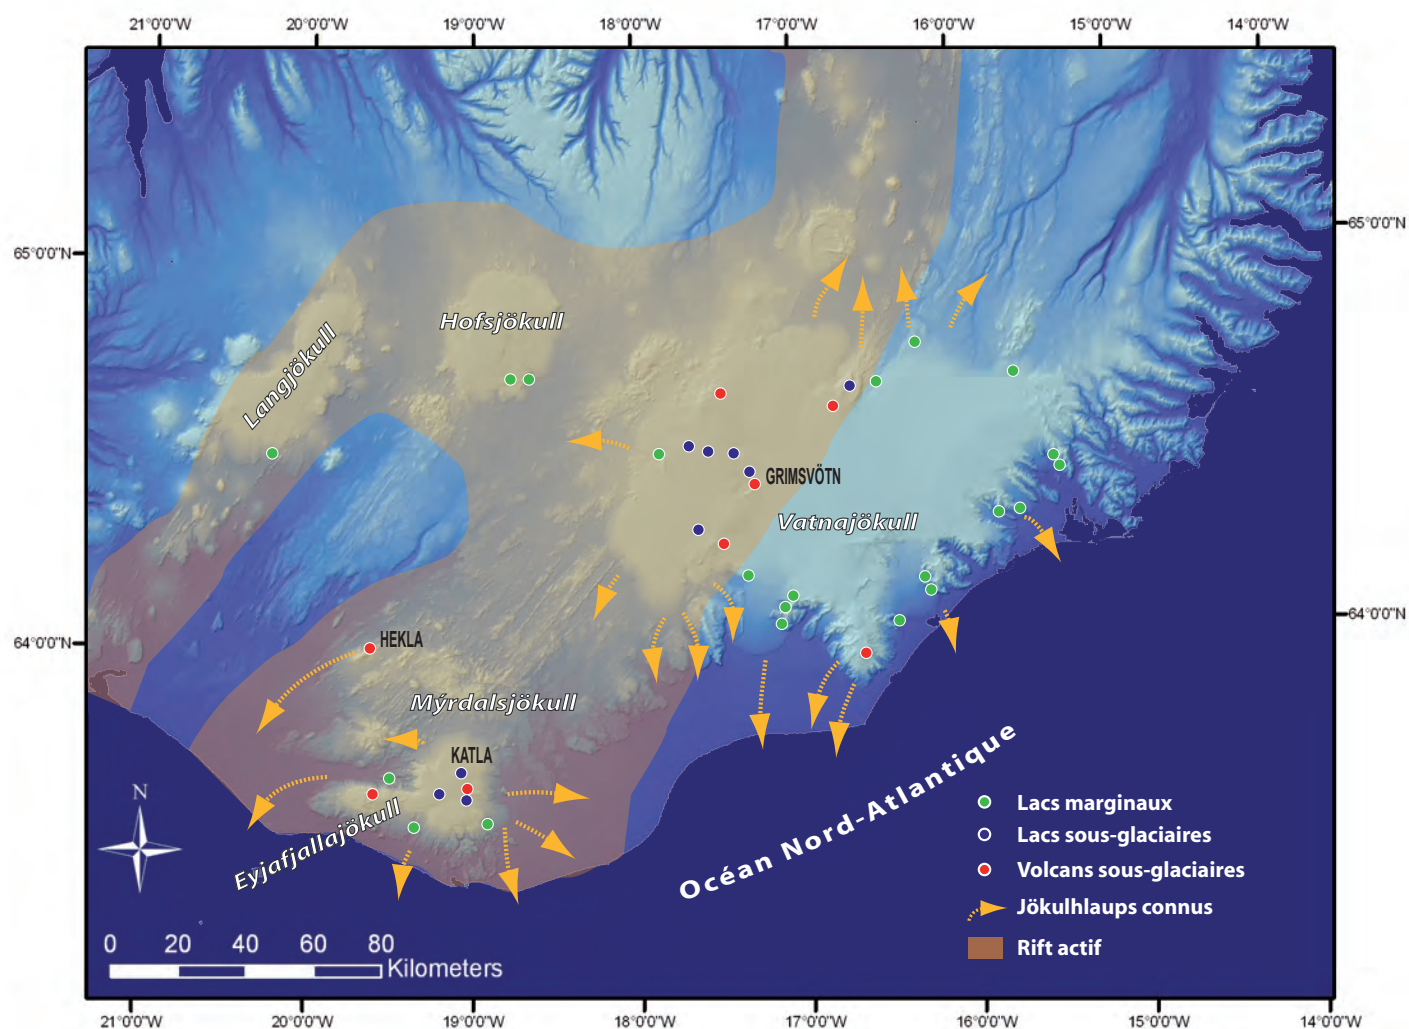 21°0'0"W 20°0'0"W 19°0'0"W 18°0'0"W 17°0'0"W 16°0'0"W 15°0'0"W 14°0'0"W
65°0'0"N
65°0'0"N
Hofsjökull
Langjökull
GRIMSVÖTN
Vatnajökull
64°0'0"N
64°0'0"N
HEKLA
Mýrdalsjökull
KATLA
Eyjafjallajökull
Océan Nord-Atlantique
N
Lacs marginaux
Lacs sous-glaciaires
Volcans sous-glaciaires
Jökulhlaups connus
Rift actif
0 20 40 60 80
Kilometers
21°0'0"W 20°0'0"W 19°0'0"W 18°0'0"W 17°0'0"W 16°0'0"W 15°0'0"W 14°0'0"W